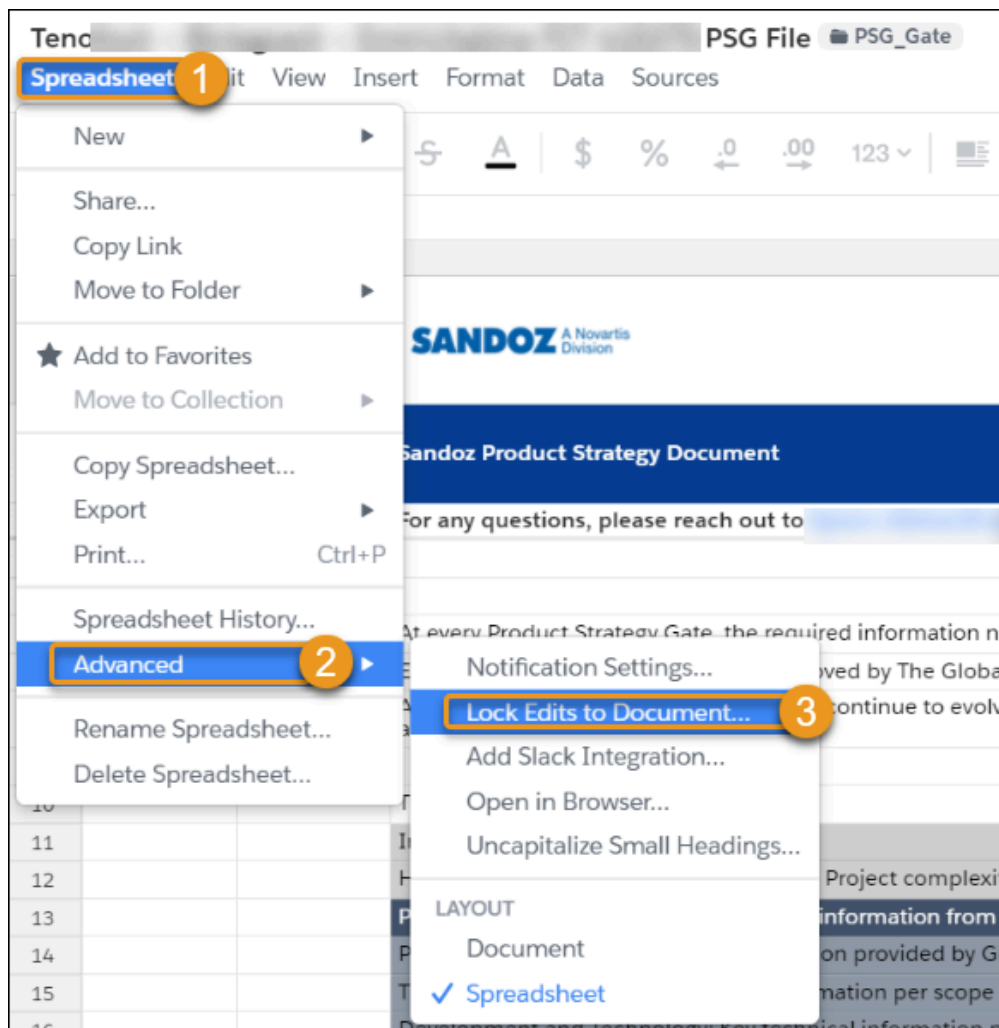 PSG File PSG_Gate
Spreadsheet 1 it View Insert Format Data Sources
New
S A $ % .0 .00 123
Share...
Copy Link
Move to Folder
SANDOZ A Novartis
Division
Add to Favorites
Move to Collection
Sandoz Product Strategy Document
Copy Spreadsheet...
Export
For any questions, please reach out to
Print... Ctrl+P
Spreadsheet History...
At every Product Strategy Gate, the required information n
Advanced 2
Notification Settings...
oved by The Globa
Lock Edits to Document... 3
continue to evolv
Rename Spreadsheet...
Add Slack Integration...
Delete Spreadsheet...
Open in Browser...
10
11
Uncapitalize Small Headings...
12
Project complexi
13
LAYOUT
information from
14
Document
on provided by G
15
Spreadsheet
mation per scope